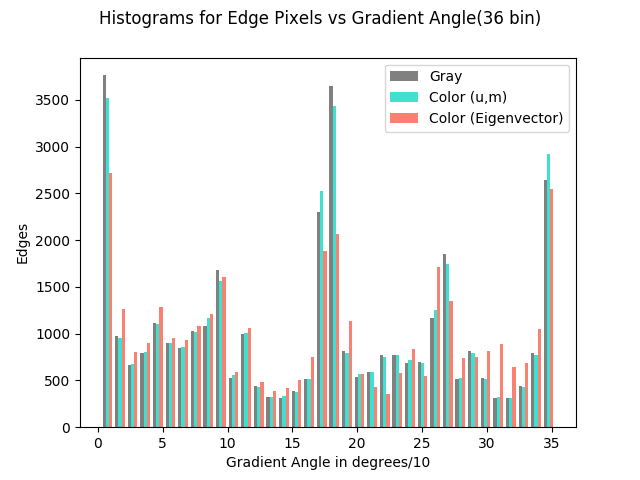 Histograms for Edge Pixels vs Gradient Angle(36 bin)
Gray
Color (u,m)
Color (Eigenvector)
3500
3000
2500
2000
1500
1000
500
0
Edges
0 5 10 15 20 25 30 35
Gradient Angle in degrees/10